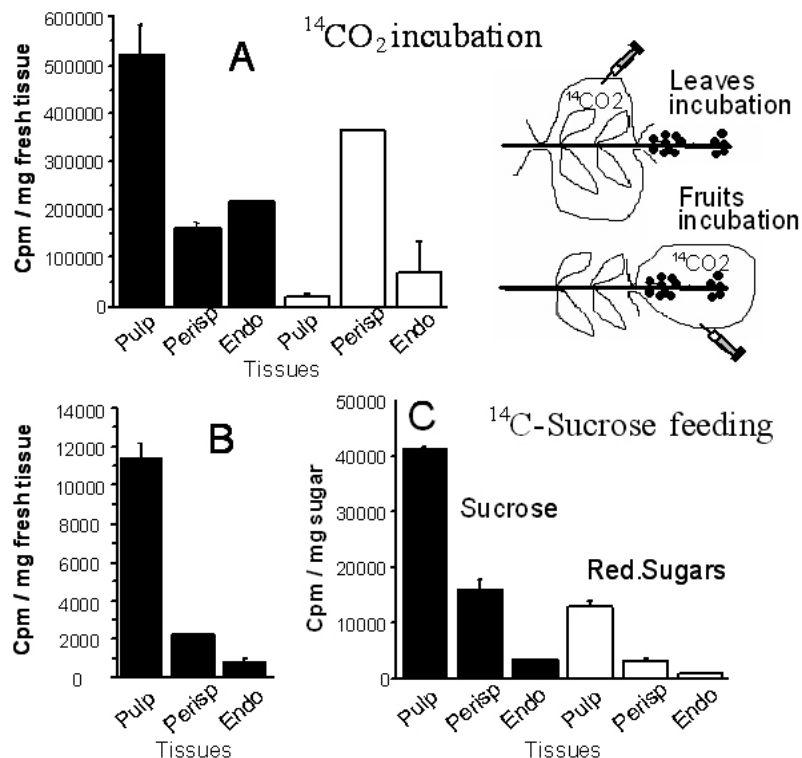 A
¹⁴CO₂ incubation
Cpm / mg fresh tissue
600000
500000
400000
300000
200000
100000
0
Pulp
Perisp
Endo
Pulp
Perisp
Endo
Tissues
¹⁴CO2
Leaves
incubation
Fruits
incubation
¹⁴CO2
B
Cpm / mg fresh tissue
14000
12000
10000
8000
6000
4000
2000
0
Pulp
Perisp
Endo
Tissues
C
¹⁴C-Sucrose feeding
Cpm / mg sugar
50000
40000
30000
20000
10000
0
Sucrose
Red.Sugars
Pulp
Perisp
Endo
Pulp
Perisp
Endo
Tissues